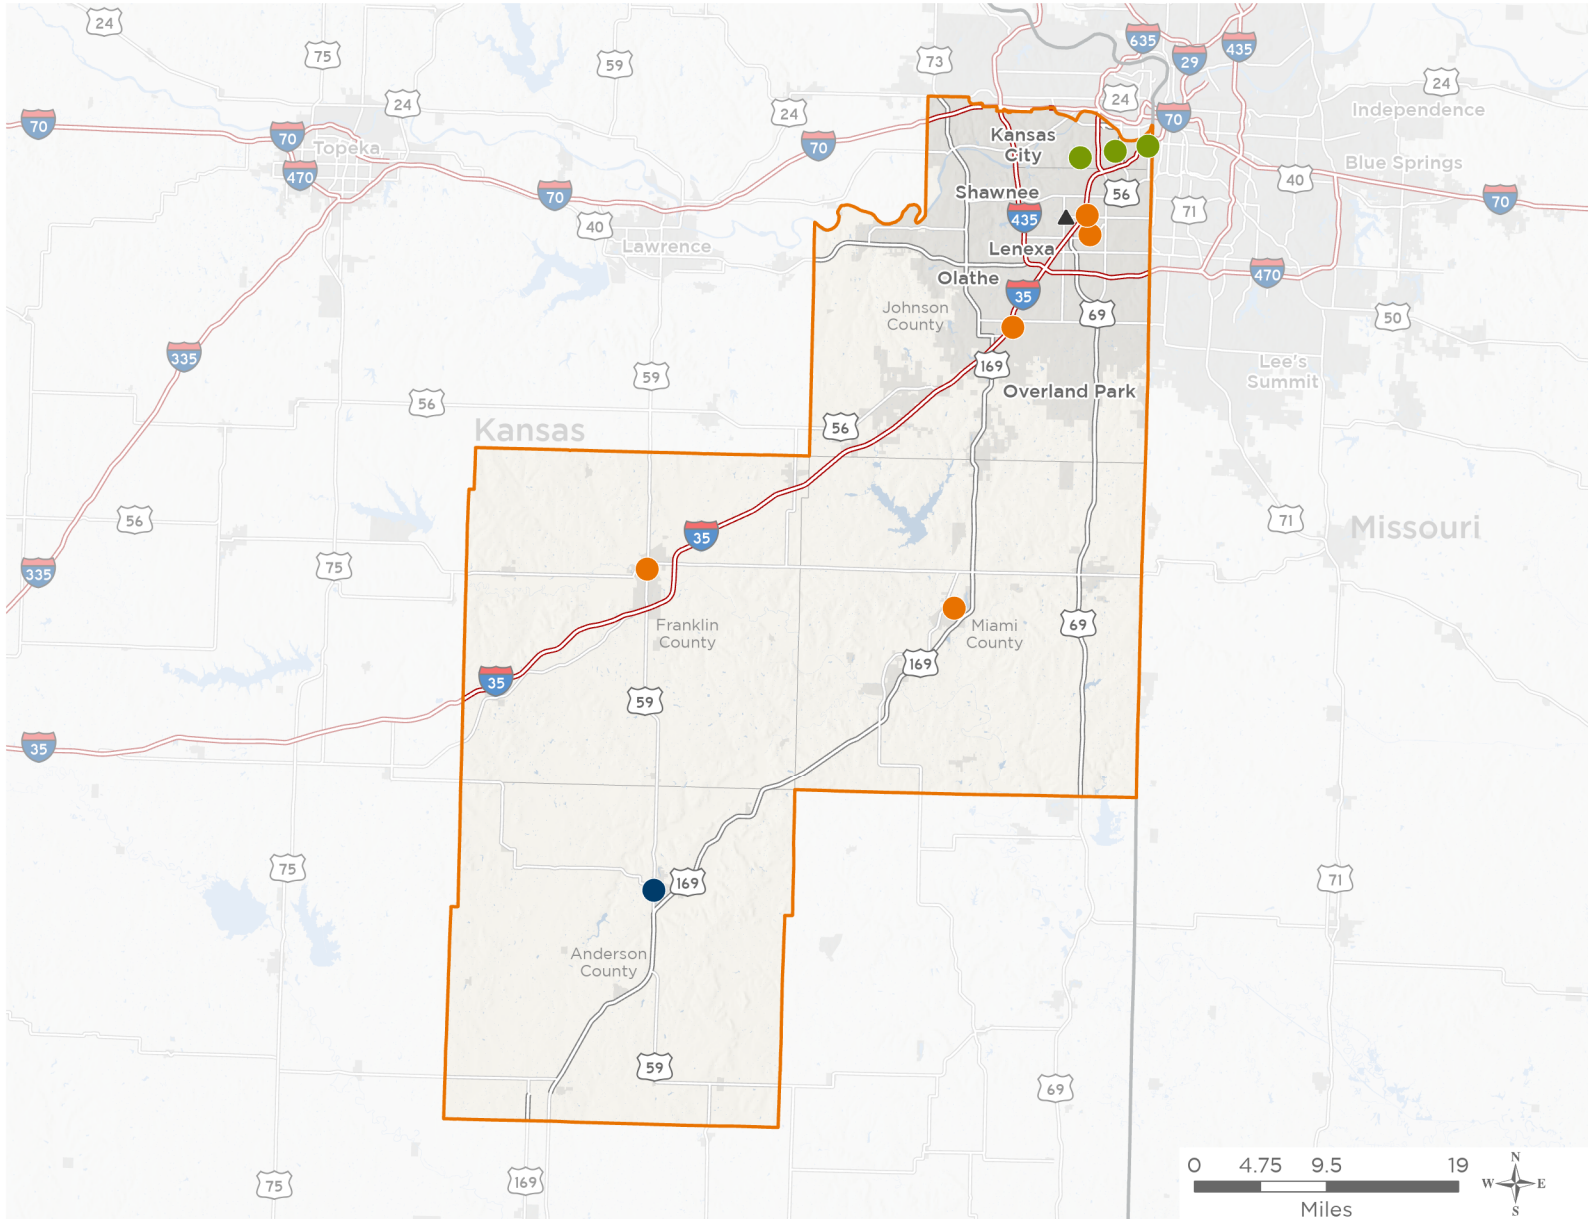 24
75
59
73
635
29
435
24
24
24
24
70
Independence
70
70
Topeka
70
Kansas
City
Blue Springs
470
70
40
70
Shawnee
56
40
435
71
Lawrence
Lenexa
470
Olathe
35
Johnson
County
69
50
335
169
Lee's
Summit
59
Overland Park
56
56
Kansas
56
71
Missouri
35
335
75
Franklin
County
Miami
County
69
169
35
59
35
75
169
71
Anderson
County
59
69
75
169
0 4.75 9.5 19
Miles
N
W E
S